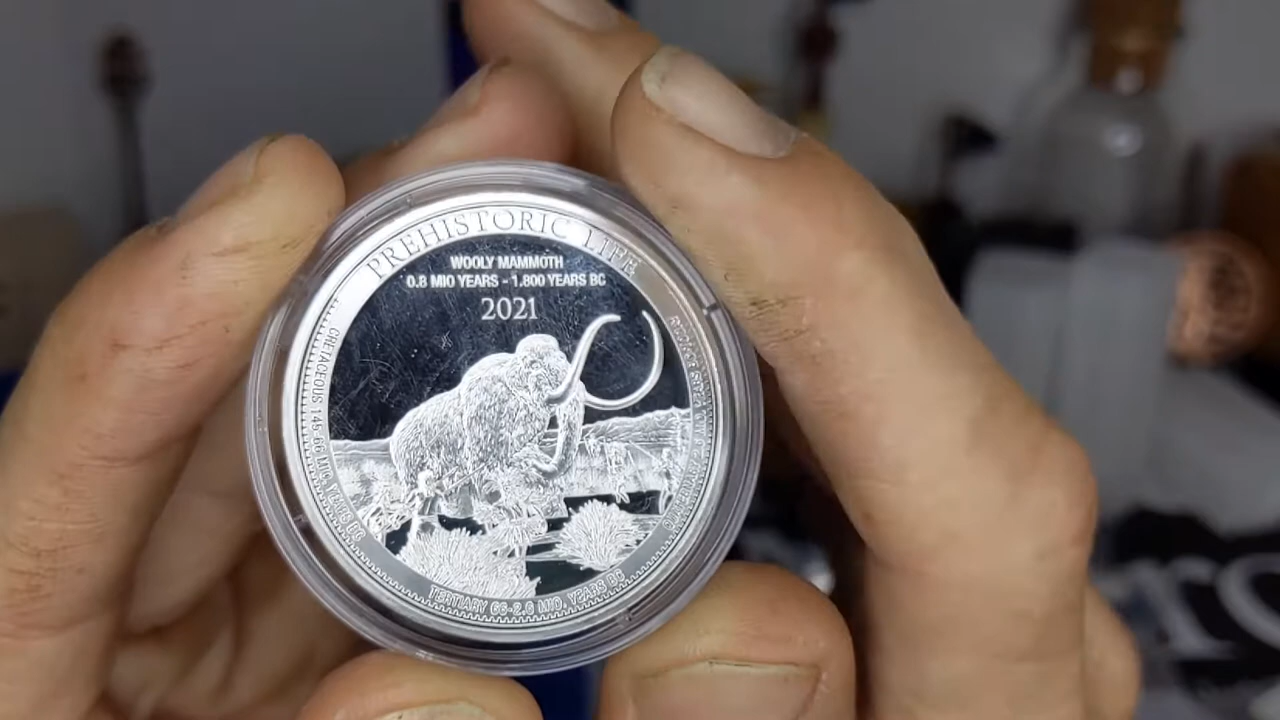 PREHISTORIC LIFE
WOOLY MAMMOTH
0.8 MIO YEARS - 1.800 YEARS BC
2021
CRETACEOUS 145-66 MIO. YEARS BC
TERTIARY 66-2.6 MIO. YEARS BC